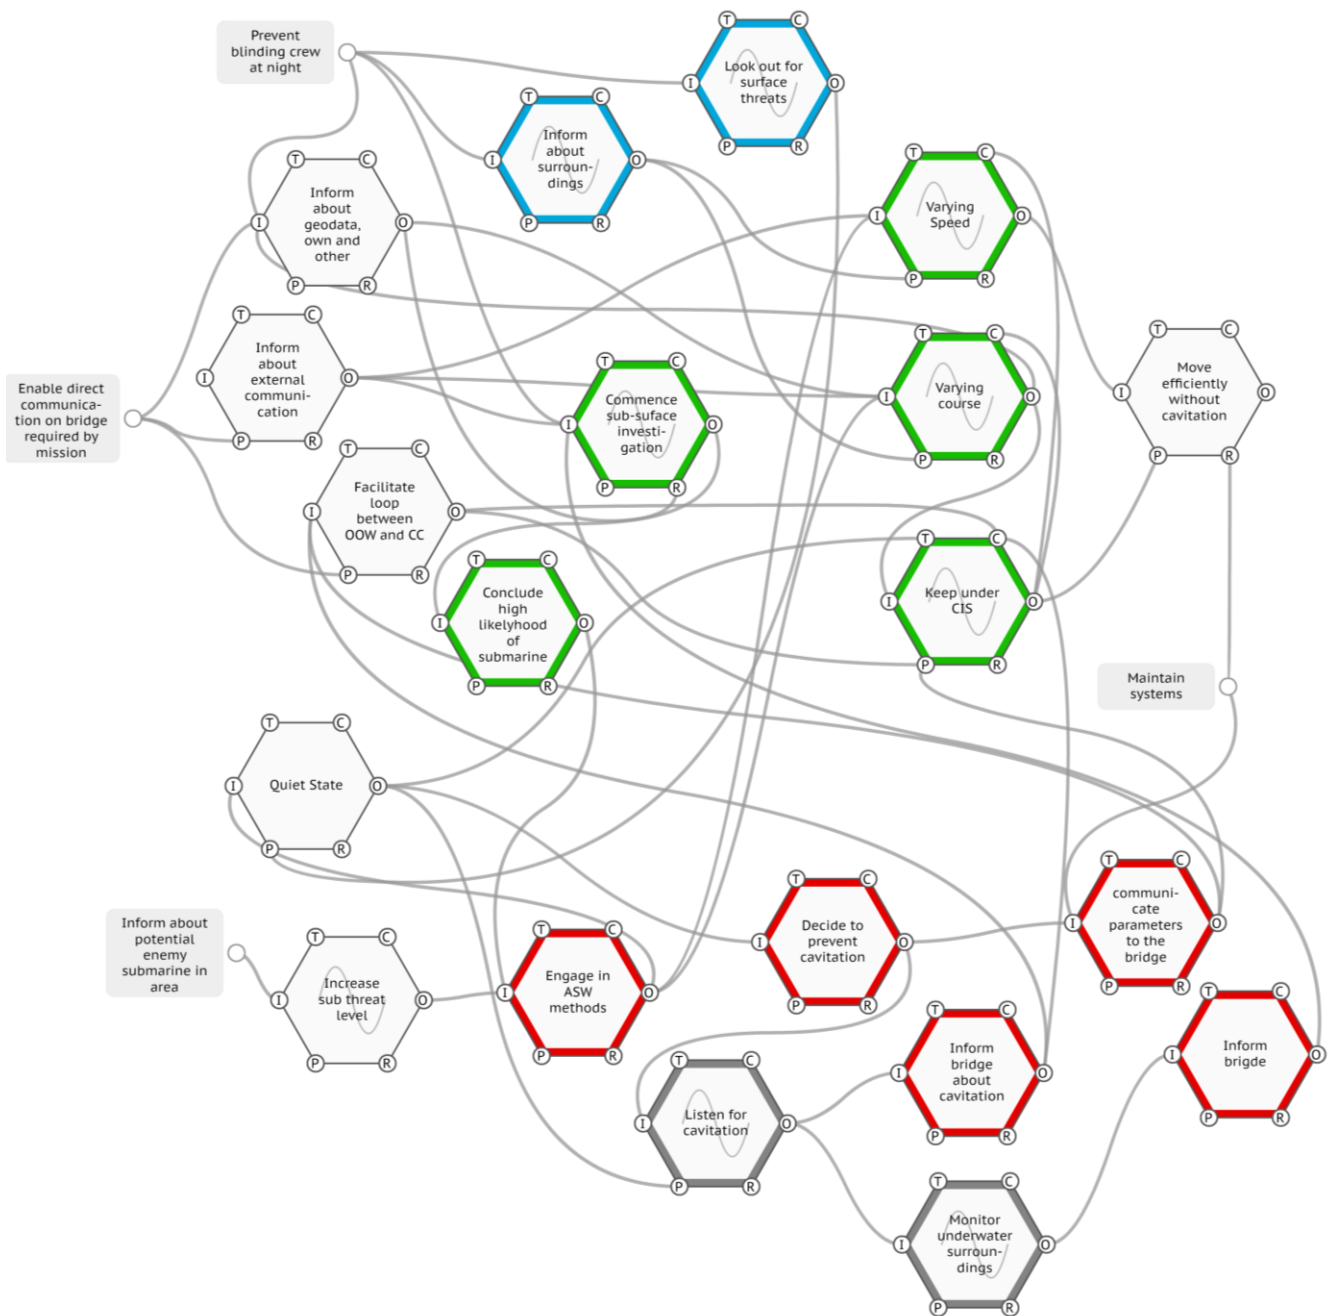 Prevent
blinding crew
at night
T
C
Look out for
surface
threats
I
O
P
R
T
C
Inform
about
surroun-
dings
I
O
P
R
T
C
Inform
about
geodata,
own and
other
I
O
P
R
T
C
Varying
Speed
I
O
P
R
T
C
Inform
about
external
communi-
cation
I
O
P
R
T
C
Varying
course
I
O
P
R
T
C
Move
efficiently
without
cavitation
I
O
P
R
Enable direct
communica-
tion on bridge
required by
mission
T
C
Commence
sub-suface
investi-
gation
I
O
P
R
T
C
Facilitate
loop
between
OOW and CC
I
O
P
R
T
C
Keep under
CIS
I
O
P
R
T
C
Conclude
high
likelyhood
of
submarine
I
O
P
R
Maintain
systems
T
C
Quiet State
I
O
P
R
T
C
Decide to
prevent
cavitation
I
O
P
R
T
C
communi-
cate
parameters
to the
bridge
I
O
P
R
Inform about
potential
enemy
submarine in
area
T
C
Increase
sub threat
level
I
O
P
R
T
C
Engage in
ASW
methods
I
O
P
R
T
C
Inform
bridge
about
cavitation
I
O
P
R
T
C
Inform
brigde
I
O
P
R
T
C
Listen for
cavitation
I
O
P
R
T
C
Monitor
underwater
surroun-
dings
I
O
P
R